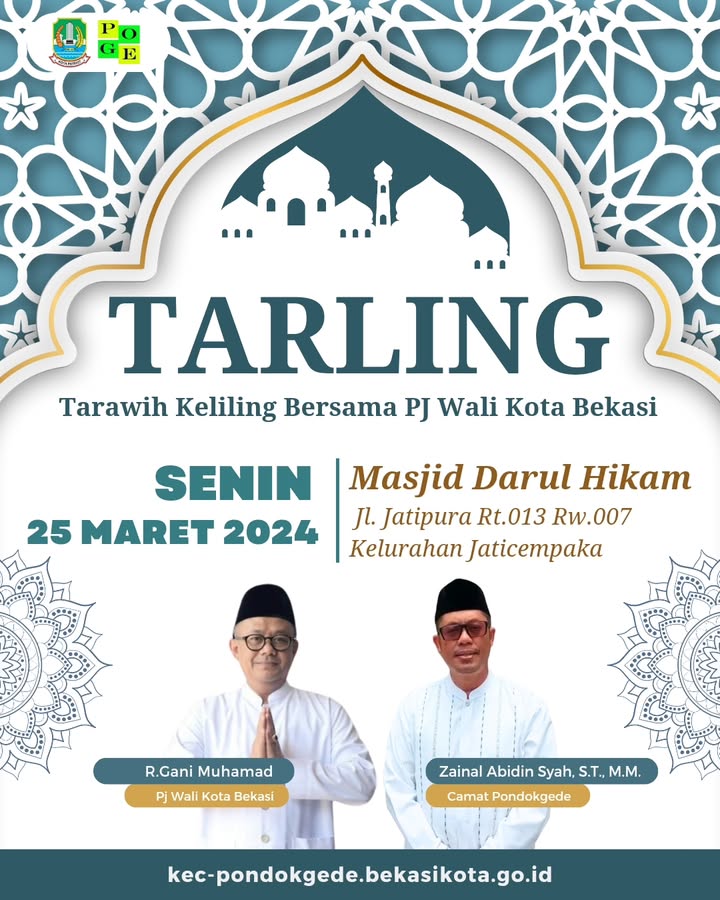 P O
G E
TARLING
Tarawih Keliling Bersama PJ Wali Kota Bekasi
SENIN
25 MARET 2024
Masjid Darul Hikam
Jl. Jatipura Rt.013 Rw.007
Kelurahan Jaticempaka
R.Gani Muhamad
Pj Wali Kota Bekasi
Zainal Abidin Syah, S.T., M.M.
Camat Pondokgede
kec-pondokgede.bekasikota.go.id